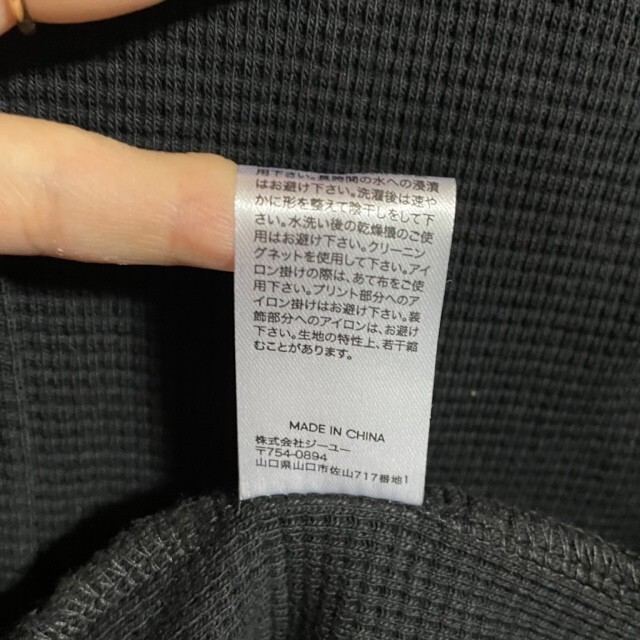 用下さい。長時間の水への浸漬
はお避け下さい。洗濯後は速や
かに形を整えて陰干しをして下
さい。水洗い後の乾燥機のご使
用はお避け下さい。クリーニン
グネットを使用して下さい。アイ
ロン掛けの際は、あて布をご使
用下さい。プリント部分へのア
イロン掛けはお避け下さい。装
飾部分へのアイロンは、お避け
下さい。生地の特性上、若干縮
むことがあります。
MADE IN CHINA
株式会社ジーユー
〒754-0894
山口県山口市佐山717番地1